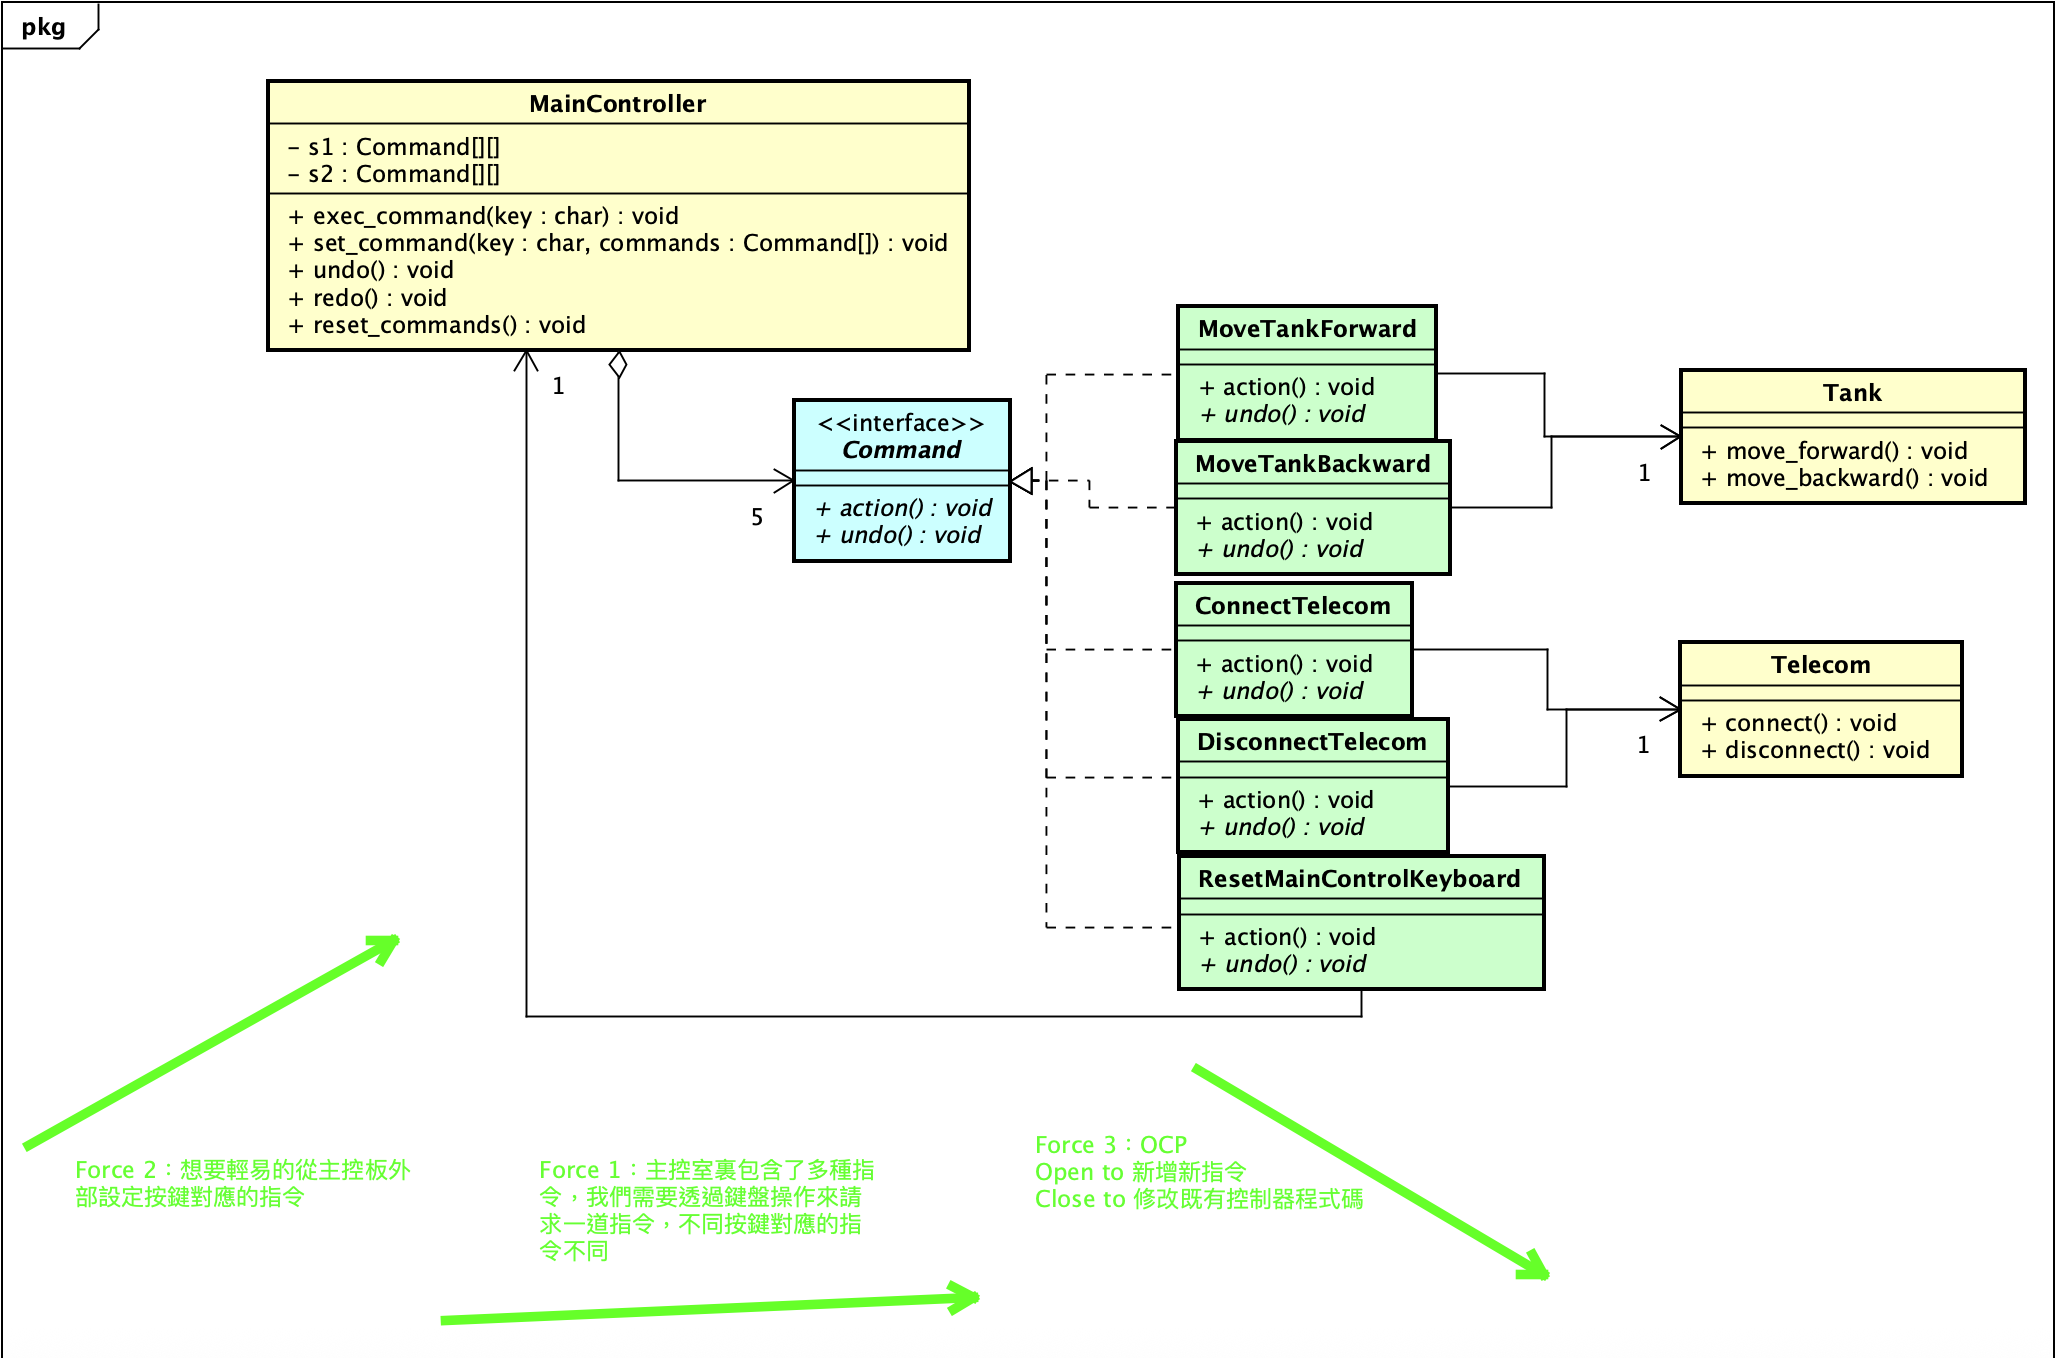 pkg
MainController
- s1 : Command[][]
- s2 : Command[][]
+ exec_command(key : char) : void
+ set_command(key : char, commands : Command[]) : void
+ undo() : void
+ redo() : void
+ reset_commands() : void
1
5
<<interface>>
Command
+ action() : void
+ undo() : void
MoveTankForward
+ action() : void
+ undo() : void
MoveTankBackward
+ action() : void
+ undo() : void
ConnectTelecom
+ action() : void
+ undo() : void
DisconnectTelecom
+ action() : void
+ undo() : void
ResetMainControlKeyboard
+ action() : void
+ undo() : void
Tank
+ move_forward() : void
+ move_backward() : void
1
Telecom
+ connect() : void
+ disconnect() : void
1
Force 2：想要輕易的從主控板外
部設定按鍵對應的指令
Force 1：主控室裏包含了多種指
令，我們需要透過鍵盤操作來請
求一道指令，不同按鍵對應的指
令不同
Force 3：OCP
Open to 新增新指令
Close to 修改既有控制器程式碼